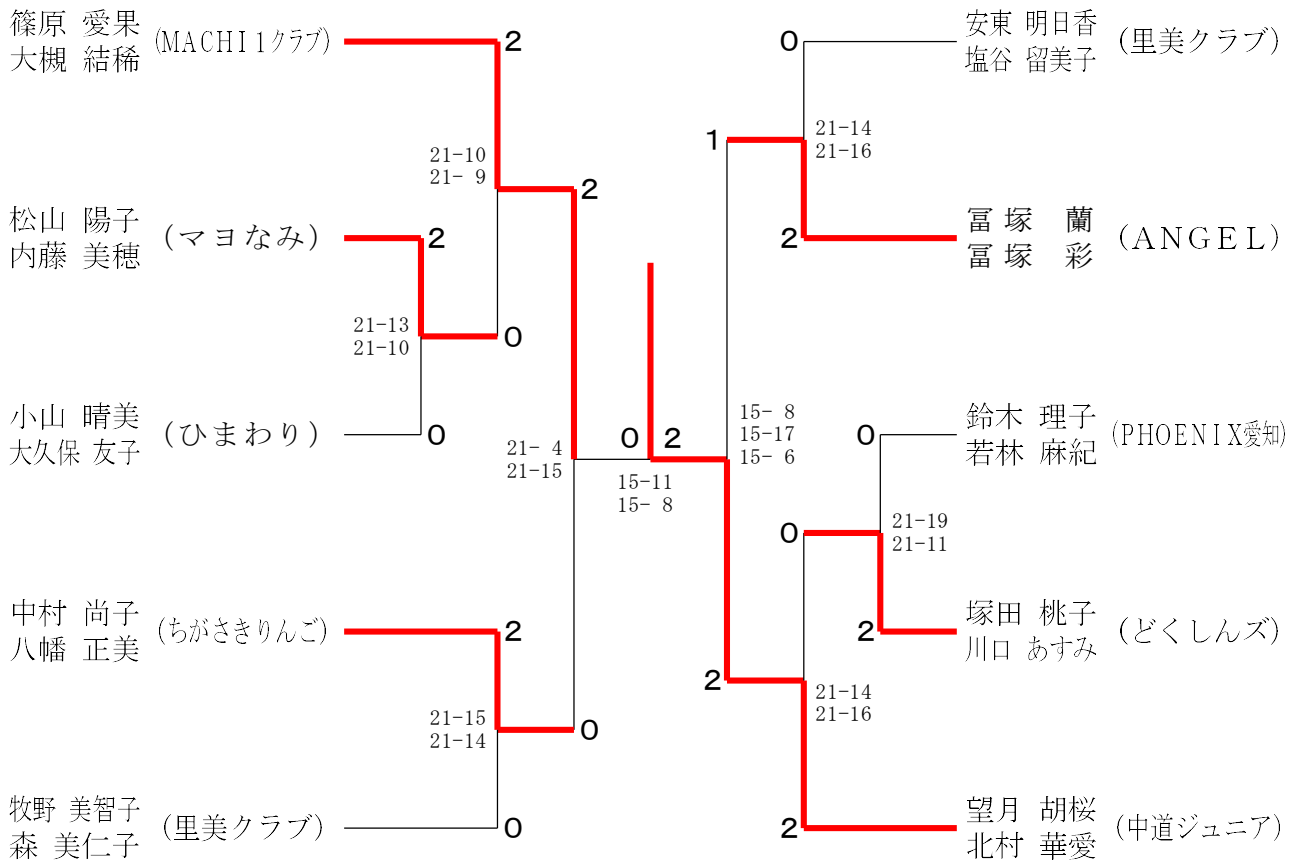 篠原 愛果
大槻 結稀
(MACHI1クラブ)
2
21-10
21- 9
2
松山 陽子
内藤 美穂
(マヨなみ)
2
21-13
21-10
0
小山 晴美
大久保 友子
(ひまわり)
0
21- 4
21-15
中村 尚子
八幡 正美
(ちがさきりんご)
2
21-15
21-14
0
牧野 美智子
森 美仁子
(里美クラブ)
0
0 2
15-11
15- 8
安東 明日香
塩谷 留美子
(里美クラブ)
0
1
21-14
21-16
冨塚 蘭
冨塚 彩
(ANGEL)
2
15- 8
15-17
15- 6
鈴木 理子
若林 麻紀
(PHOENIX愛知)
0
21-19
21-11
0
塚田 桃子
川口 あすみ
(どくしんズ)
2
2
21-14
21-16
望月 胡桜
北村 華愛
(中道ジュニア)
2